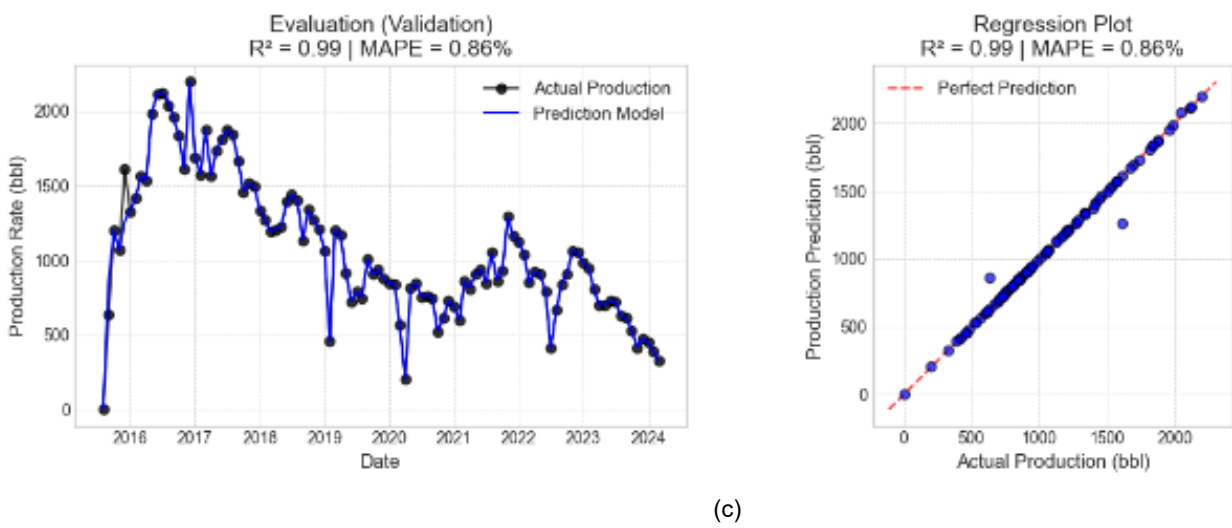 Evaluation (Validation)
R² = 0.99 | MAPE = 0.86%
Production Rate (bbl)
2000
1500
1000
500
0
Actual Production
Prediction Model
2016 2017 2018 2019 2020 2021 2022 2023 2024
Date
Regression Plot
R² = 0.99 | MAPE = 0.86%
Production Prediction (bbl)
2000
1500
1000
500
0
Perfect Prediction
0 500 1000 1500 2000
Actual Production (bbl)
(c)